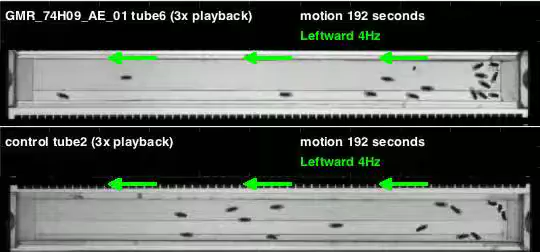 GMR_74H09_AE_01 tube6 (3x playback) motion 192 seconds
Leftward 4Hz
control tube2 (3x playback) motion 192 seconds
Leftward 4Hz